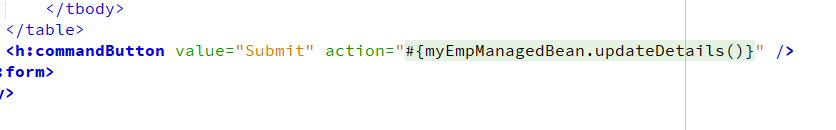 </tbody>
</table>
<h:commandButton value="Submit" action="#{myEmpManagedBean.updateDetails()}" />
:form>
y>